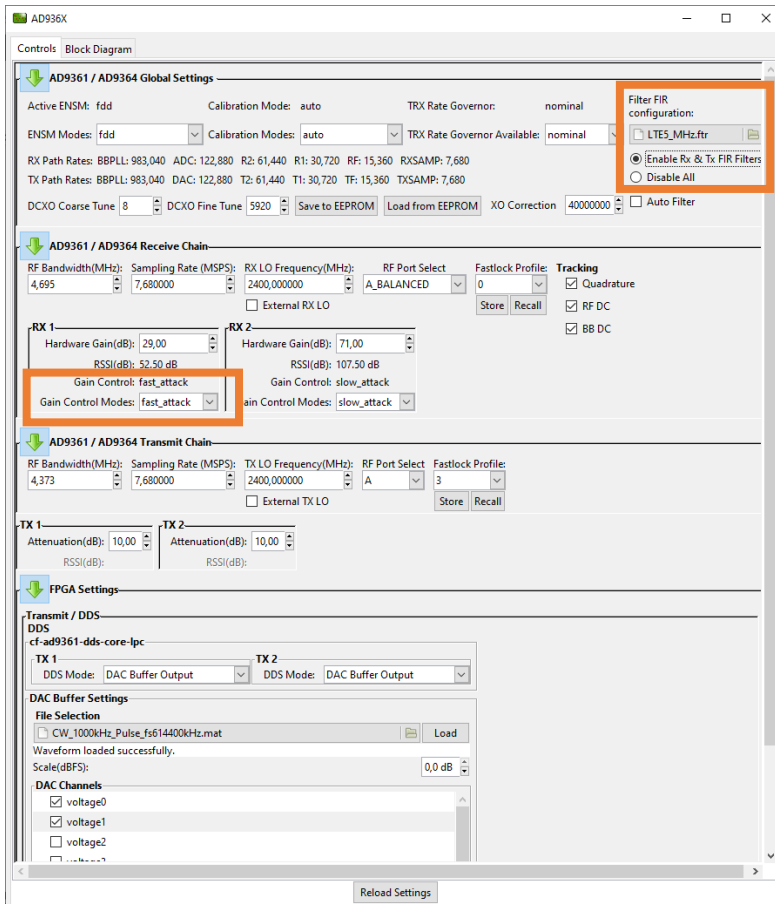 AD936X
Controls Block Diagram
AD9361 / AD9364 Global Settings
Active ENSM: fdd Calibration Mode: auto TRX Rate Governor: nominal
Filter FIR
configuration:
ENSM Modes: fdd Calibration Modes: auto TRX Rate Governor Available: nominal
LTE5_MHz.ftr
RX Path Rates: BBPLL: 983,040 ADC: 122,880 R2: 61,440 R1: 30,720 RF: 15,360 RXSAMP: 7,680
Enable Rx & Tx FIR Filters
TX Path Rates: BBPLL: 983,040 DAC: 122,880 T2: 61,440 T1: 30,720 TF: 15,360 TXSAMP: 7,680
Disable All
DCXO Coarse Tune 8 DCXO Fine Tune 5920 Save to EEPROM Load from EEPROM XO Correction 40000000 Auto Filter
AD9361 / AD9364 Receive Chain
RF Bandwidth(MHz): Sampling Rate (MSPS): RX LO Frequency(MHz): RF Port Select Fastlock Profile: Tracking
4,695 7,680000 2400,000000 A_BALANCED 0 Quadrature
External RX LO Store Recall RF DC
BB DC
RX 1 RX 2
Hardware Gain(dB): 29,00 Hardware Gain(dB): 71,00
RSSI(dB): 52.50 dB RSSI(dB): 107.50 dB
Gain Control: fast_attack Gain Control: slow_attack
Gain Control Modes: fast_attack ain Control Modes: slow_attack
AD9361 / AD9364 Transmit Chain
RF Bandwidth(MHz): Sampling Rate (MSPS): TX LO Frequency(MHz): RF Port Select Fastlock Profile:
4,373 7,680000 2400,000000 A 3
External TX LO Store Recall
TX 1 TX 2
Attenuation(dB): 10,00 Attenuation(dB): 10,00
RSSI(dB): RSSI(dB):
FPGA Settings
Transmit / DDS
DDS
cf-ad9361-dds-core-lpc
TX 1 TX 2
DDS Mode: DAC Buffer Output DDS Mode: DAC Buffer Output
DAC Buffer Settings
File Selection
CW_1000kHz_Pulse_fs614400kHz.mat Load
Waveform loaded successfully.
Scale(dBFS): 0,0 dB
DAC Channels
voltage0
voltage1
voltage2
Reload Settings